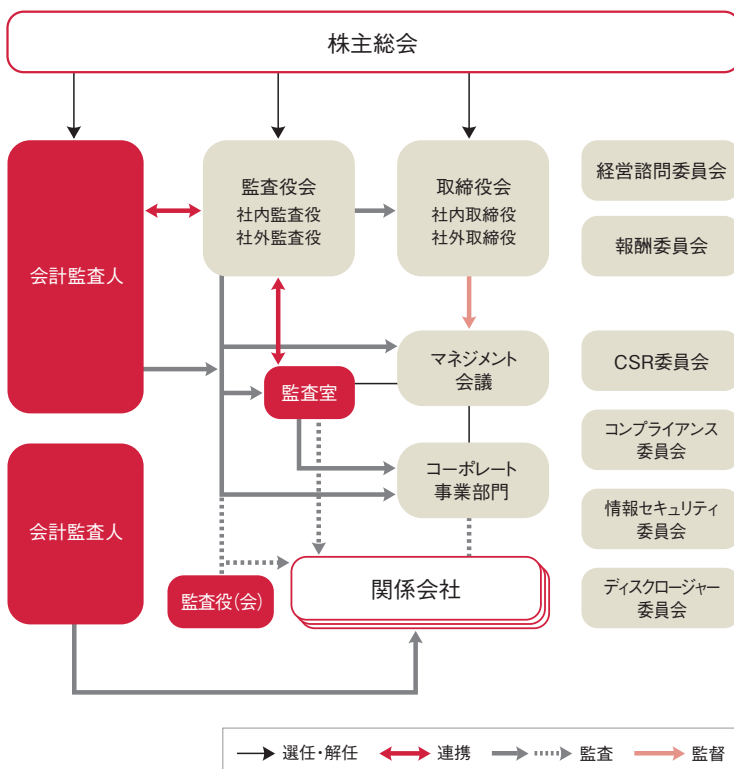 株主総会
会計監査人
監査役会
社内監査役
社外監査役
取締役会
社内取締役
社外取締役
経営諮問委員会
報酬委員会
マネジメント
会議
CSR委員会
監査室
コンプライアンス
委員会
コーポレート
事業部門
会計監査人
情報セキュリティ
委員会
監査役(会)
関係会社
ディスクロージャー
委員会
選任・解任
連携
監査
監督